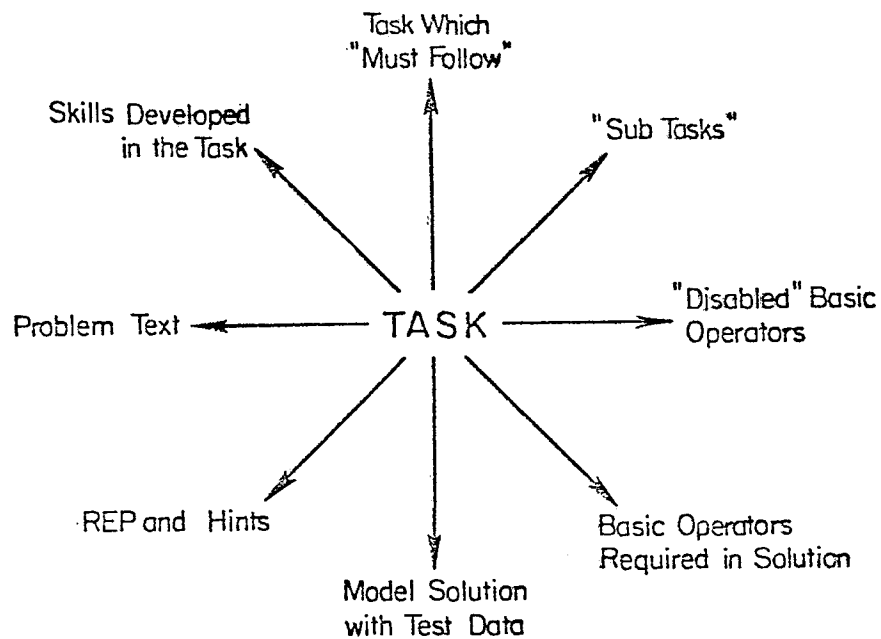 Task Which
"Must Follow"
Skills Developed
in the Task
"Sub Tasks"
Problem Text
TASK
"Disabled" Basic
Operators
REP and Hints
Basic Operators
Required in Solution
Model Solution
with Test Data